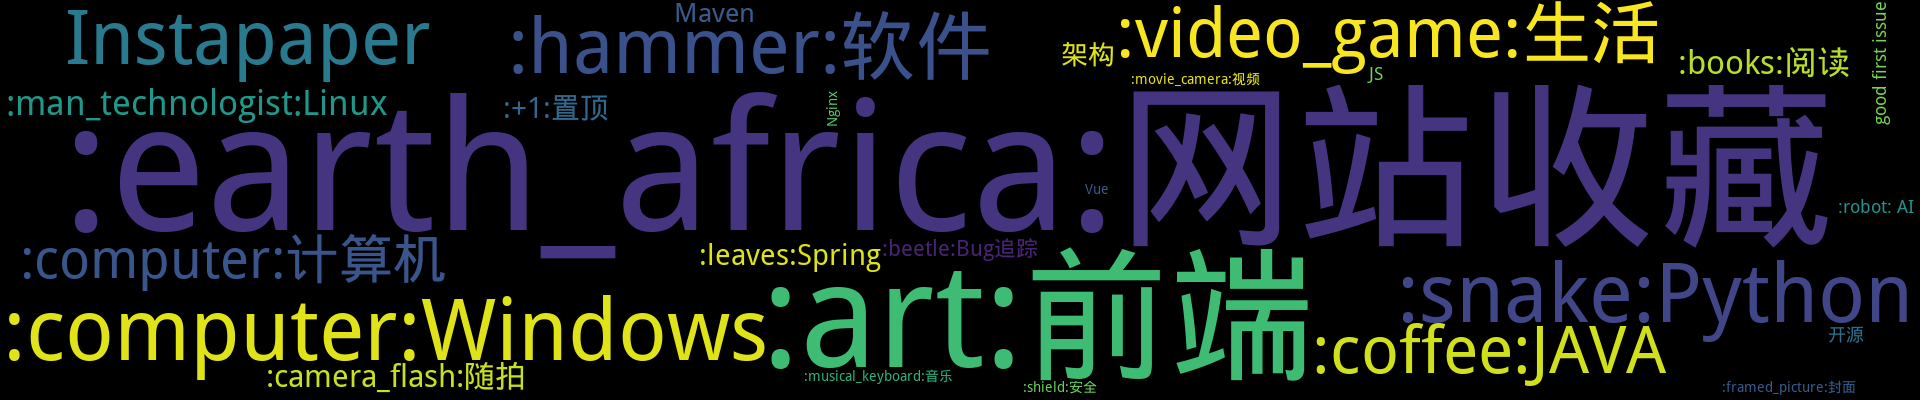 Instapaper
Maven
:hammer:软件
:video_game:生活
架构
:movie_camera:视频
JS
:books:阅读
good first issue
:man_technologist:Linux
:+1:置顶
Nginx
:earth_africa:网站收藏
Vue
:robot: AI
:computer:计算机
:leaves:Spring
:beetle:Bug追踪
:computer:Windows
:art:前端
:snake:Python
开源
:coffee:JAVA
:camera_flash:随拍
:musical_keyboard:音乐
:shield:安全
:framed_picture:封面